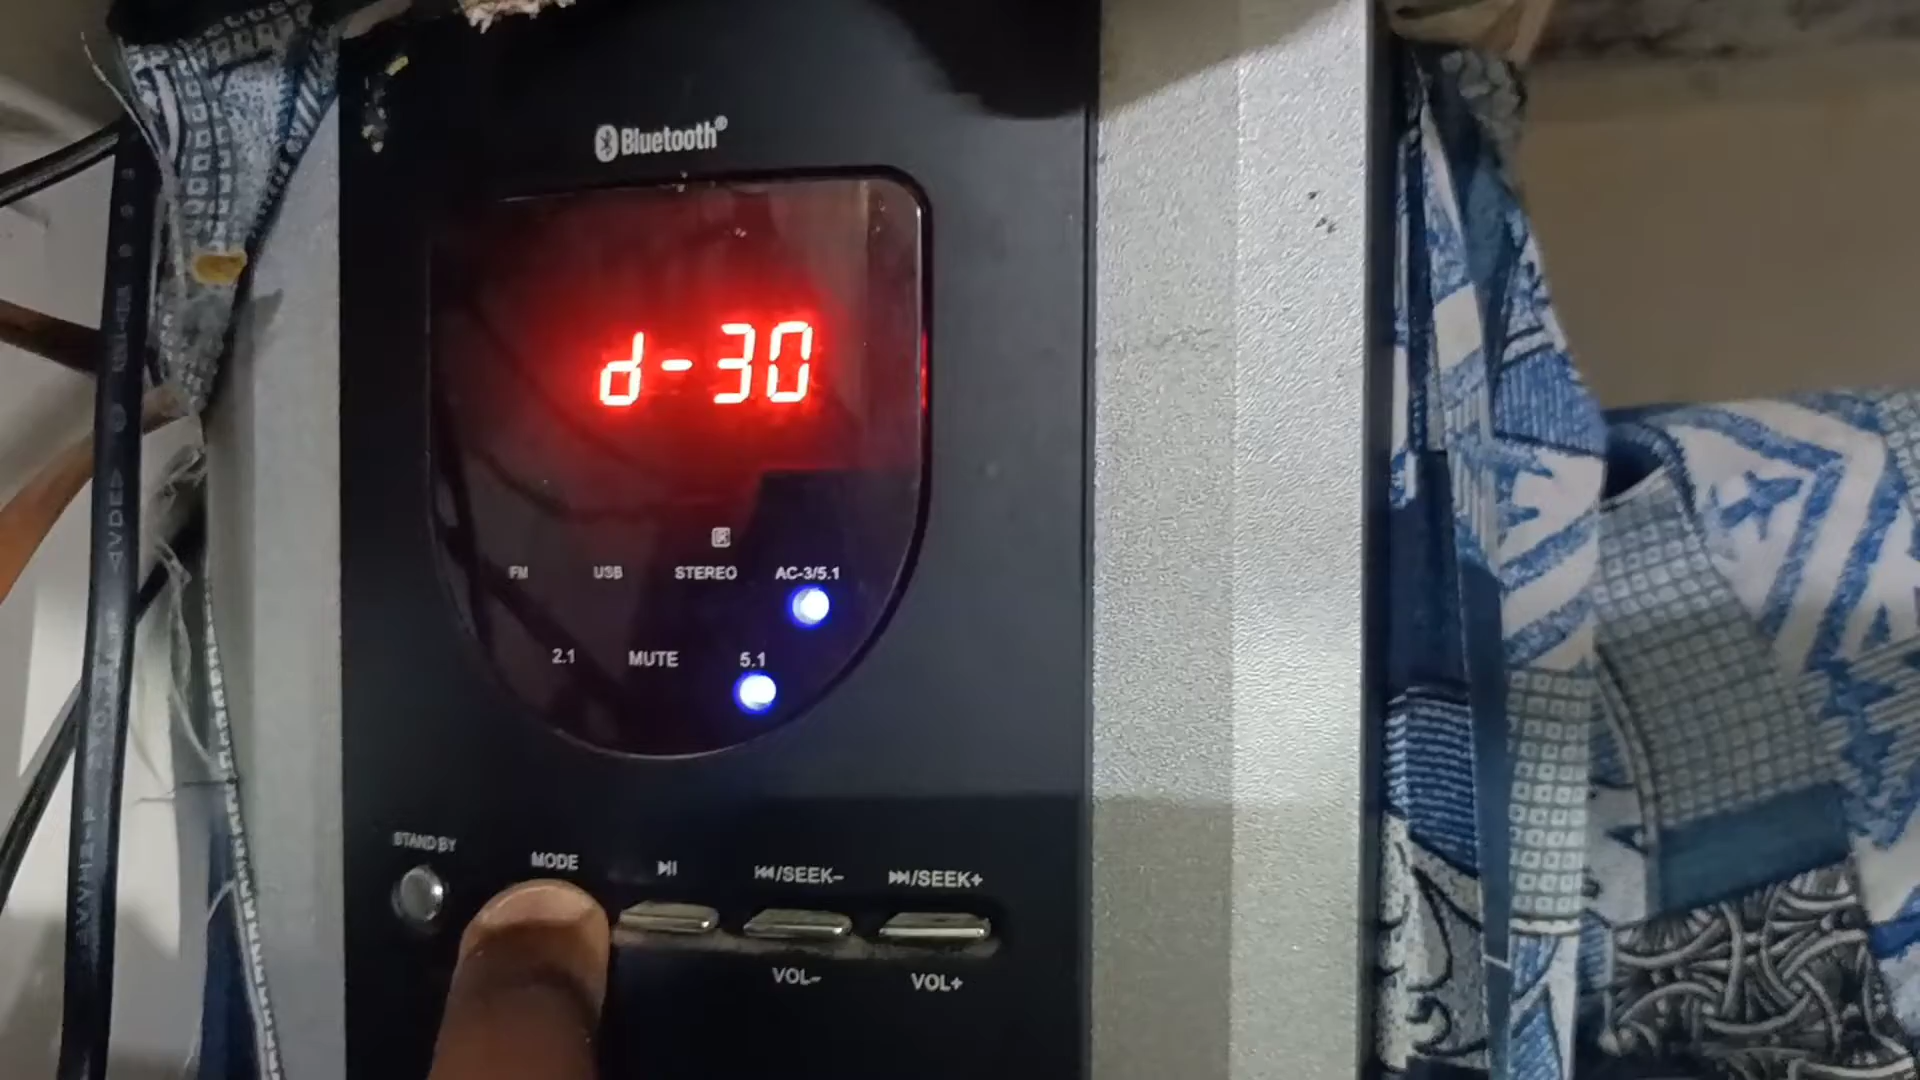 Bluetooth®
d-30
FM USB STEREO AC-3/5.1
2.1 MUTE 5.1
STAND BY MODE ⏯ ⏮/SEEK- ⏭/SEEK+
VOL- VOL+